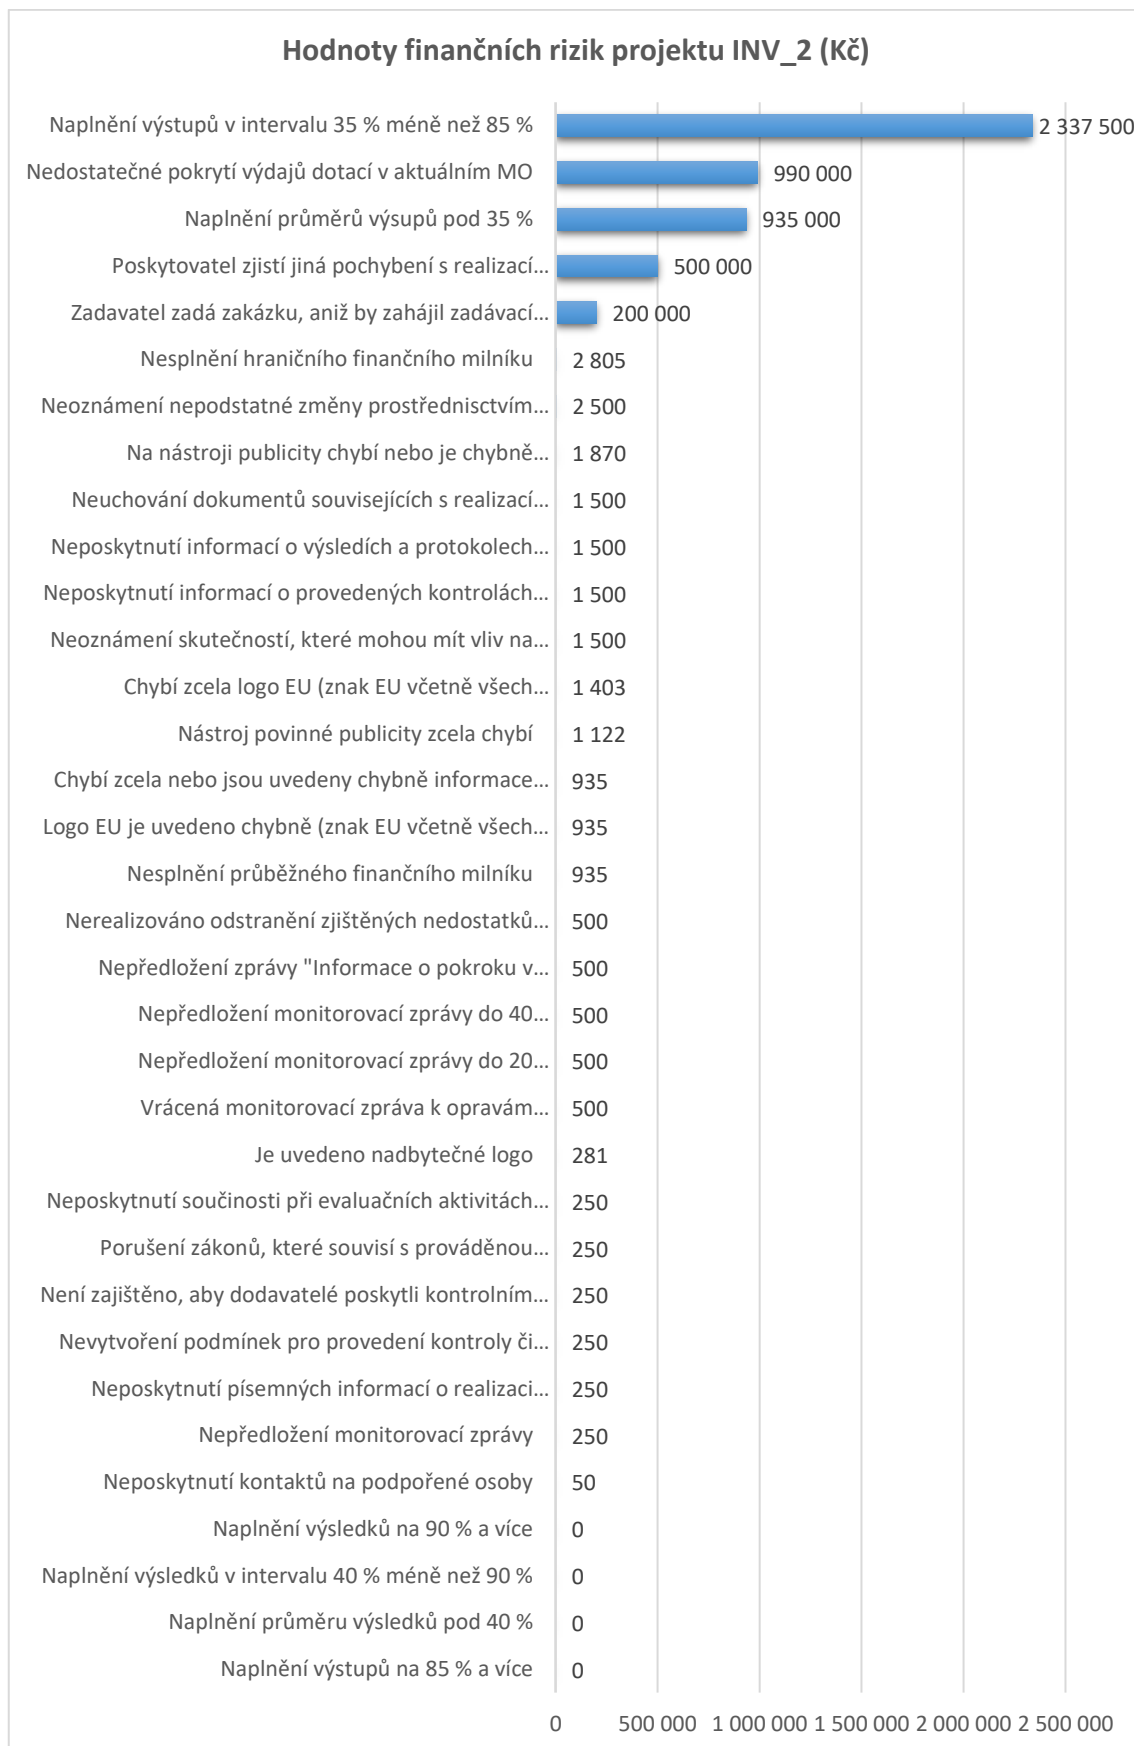 Hodnoty finančních rizik projektu INV_2 (Kč)
Naplnění výstupů v intervalu 35 % méně než 85 % 2 337 500
Nedostatečné pokrytí výdajů dotací v aktuálním MO 990 000
Naplnění průměrů výsupů pod 35 % 935 000
Poskytovatel zjistí jiná pochybení s realizací... 500 000
Zadavatel zadá zakázku, aniž by zahájil zadávací... 200 000
Nesplnění hraničního finančního milníku 2 805
Neoznámení nepodstatné změny prostřednisctvím... 2 500
Na nástroji publicity chybí nebo je chybně... 1 870
Neuchování dokumentů souvisejících s realizací... 1 500
Neposkytnutí informací o výsledích a protokolech... 1 500
Neposkytnutí informací o provedených kontrolách... 1 500
Neoznámení skutečností, které mohou mít vliv na... 1 500
Chybí zcela logo EU (znak EU včetně všech... 1 403
Nástroj povinné publicity zcela chybí 1 122
Chybí zcela nebo jsou uvedeny chybně informace... 935
Logo EU je uvedeno chybně (znak EU včetně všech... 935
Nesplnění průběžného finančního milníku 935
Nerealizováno odstranění zjištěných nedostatků... 500
Nepředložení zprávy "Informace o pokroku v... 500
Nepředložení monitorovací zprávy do 40... 500
Nepředložení monitorovací zprávy do 20... 500
Vrácená monitorovací zpráva k opravám... 500
Je uvedeno nadbytečné logo 281
Neposkytnutí součinosti při evaluačních aktivitách... 250
Porušení zákonů, které souvisí s prováděnou... 250
Není zajištěno, aby dodavatelé poskytli kontrolním... 250
Nevytvoření podmínek pro provedení kontroly či... 250
Neposkytnutí písemných informací o realizaci... 250
Nepředložení monitorovací zprávy 250
Neposkytnutí kontaktů na podpořené osoby 50
Naplnění výsledků na 90 % a více 0
Naplnění výsledků v intervalu 40 % méně než 90 % 0
Naplnění průměru výsledků pod 40 % 0
Naplnění výstupů na 85 % a více 0
0 500 000 1 000 000 1 500 000 2 000 000 2 500 000